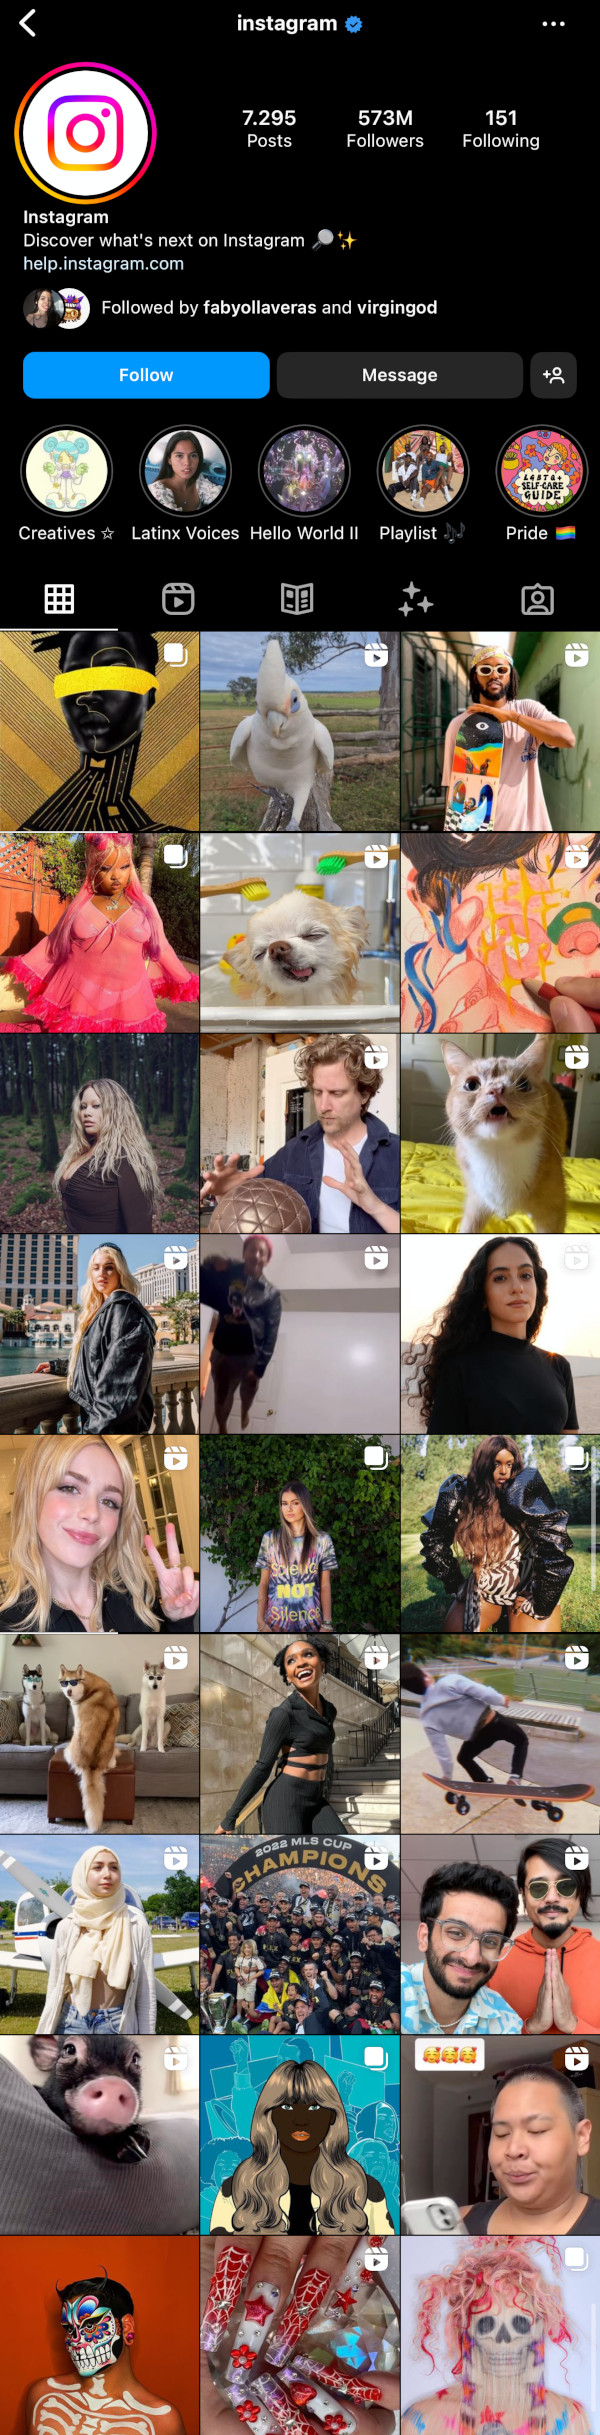 instagram
7.295
573M
151
Posts
Followers
Following
Instagram
Discover what's next on Instagram 🔎✨
help.instagram.com
Followed by fabyollaveras and virgingod
Follow
Message
LGBTQ+
SELF-CARE
GUIDE
Creatives ☆
Latinx Voices
Hello World II
Playlist 🎶
Pride 🏳️‍🌈
Science
NOT
Silence
2022 MLS CUP
CHAMPIONS
🥰🥰🥰